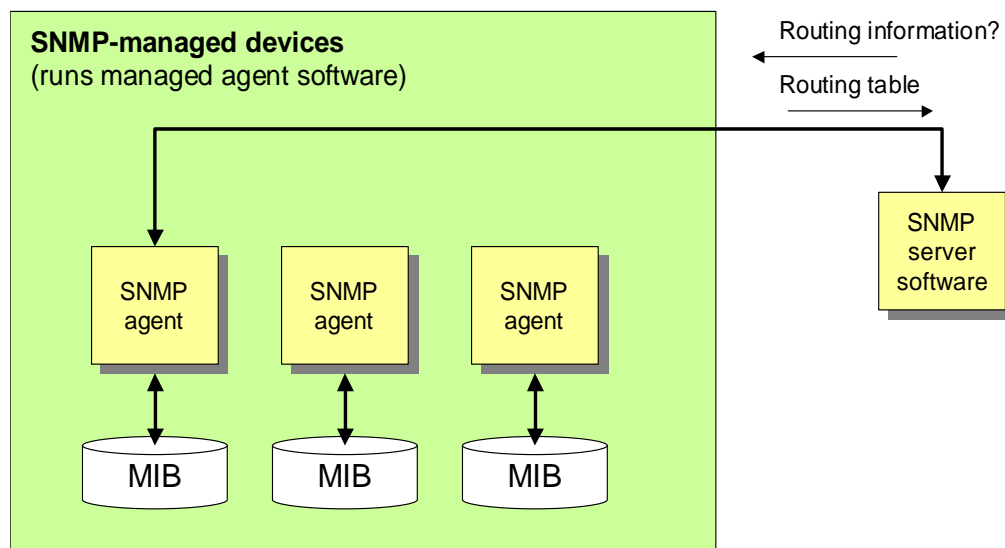 SNMP-managed devices
(runs managed agent software)
Routing information?
Routing table
SNMP
server
software
SNMP
agent
SNMP
agent
SNMP
agent
MIB
MIB
MIB